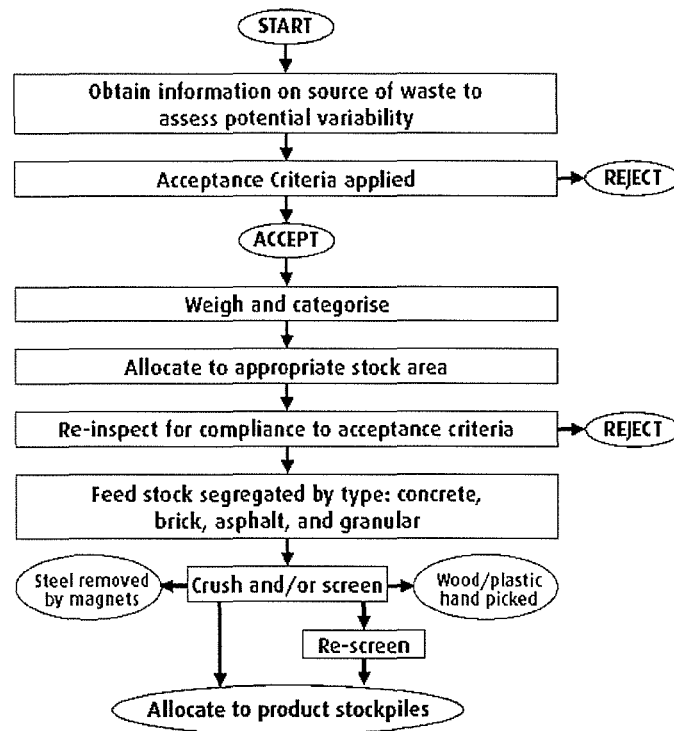 START
Obtain information on source of waste to
assess potential variability
Acceptance Criteria applied
REJECT
ACCEPT
Weigh and categorise
Allocate to appropriate stock area
Re-inspect for compliance to acceptance criteria
REJECT
Feed stock segregated by type: concrete,
brick, asphalt, and granular
Steel removed
by magnets
Crush and/or screen
Wood/plastic
hand picked
Re-screen
Allocate to product stockpiles